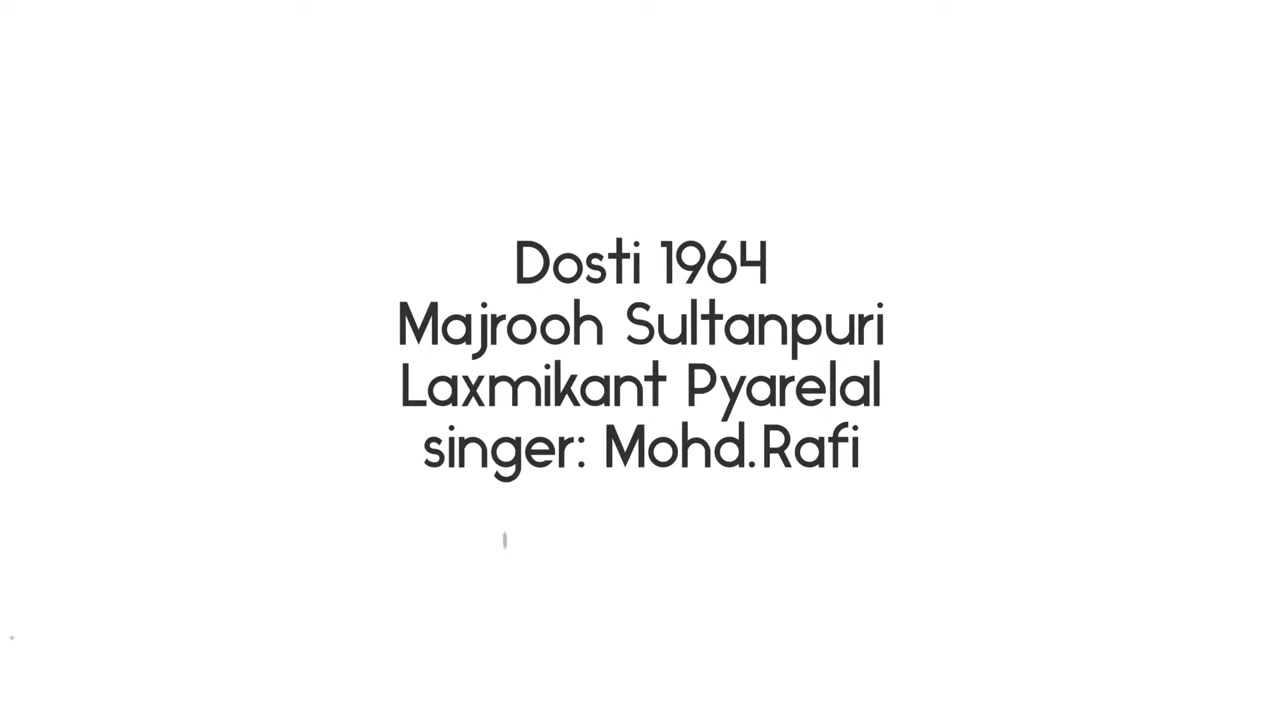 Dosti 1964
Majrooh Sultanpuri
Laxmikant Pyarelal
singer: Mohd.Rafi